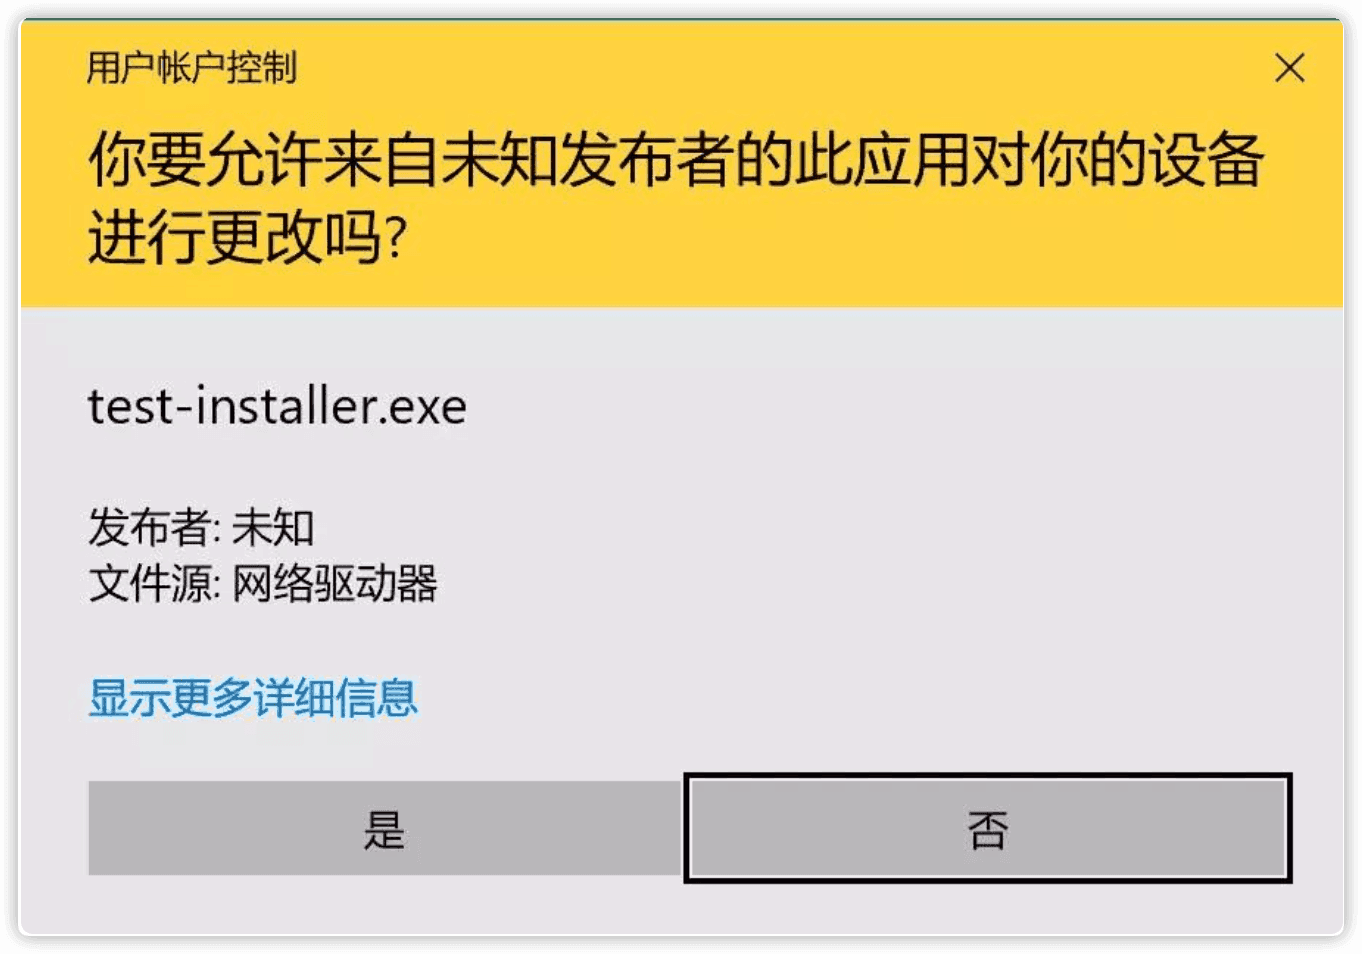 用户帐户控制
你要允许来自未知发布者的此应用对你的设备
进行更改吗?
test-installer.exe
发布者: 未知
文件源: 网络驱动器
显示更多详细信息
是
否